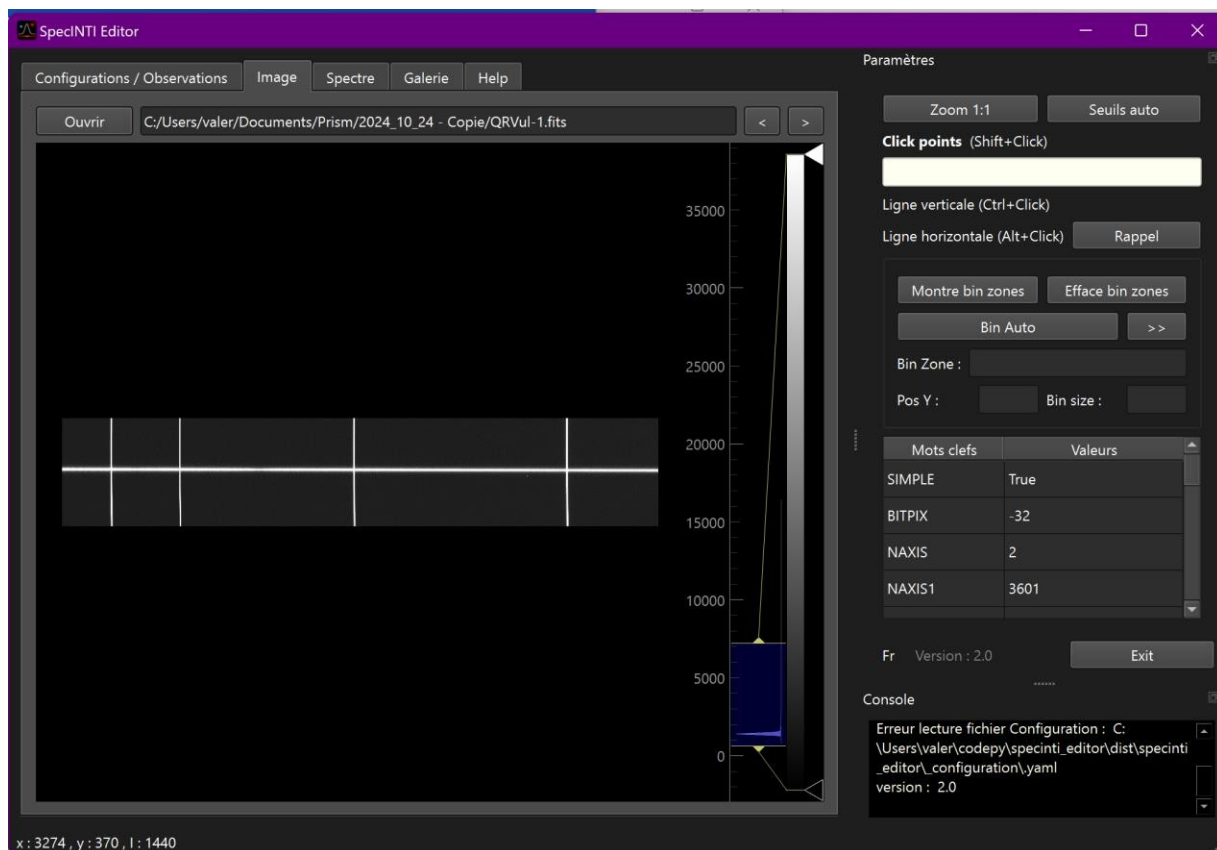 SpecINTI Editor
Configurations / Observations
Image
Spectre
Galerie
Help
Ouvrir
C:/Users/valer/Documents/Prism/2024_10_24 - Copie/QRVul-1.fits
<
>
35000
30000
25000
20000
15000
10000
5000
0
x : 3274 , y : 370 , I : 1440
Paramètres
Zoom 1:1
Seuils auto
Click points (Shift+Click)
Ligne verticale (Ctrl+Click)
Ligne horizontale (Alt+Click)
Rappel
Montre bin zones
Efface bin zones
Bin Auto
>>
Bin Zone :
Pos Y :
Bin size :
Mots clefs
Valeurs
SIMPLE
True
BITPIX
-32
NAXIS
2
NAXIS1
3601
Fr
Version : 2.0
Exit
Console
Erreur lecture fichier Configuration : C:
\Users\valer\codepy\specinti_editor\dist\specinti
_editor\_configuration\.yaml
version : 2.0